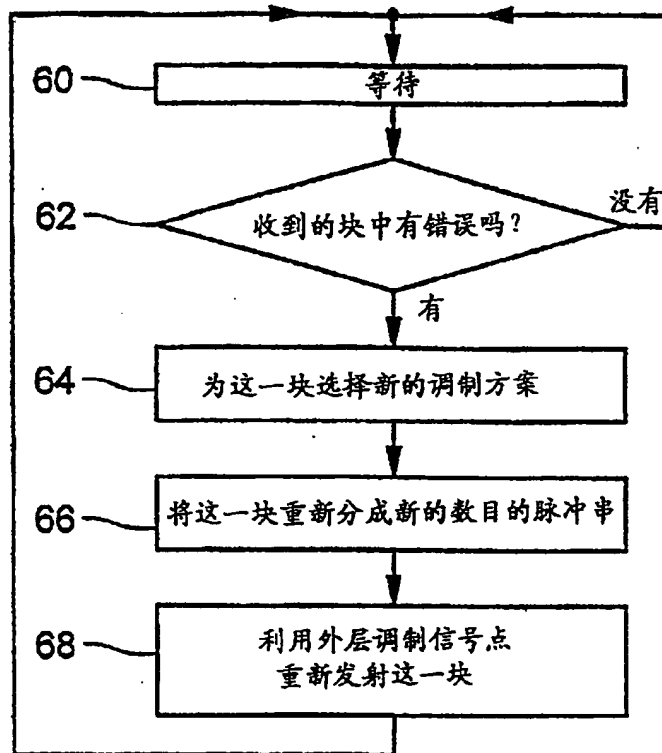 60
等待
62
收到的块中有错误吗?
没有
有
64
为这一块选择新的调制方案
66
将这一块重新分成新的数目的脉冲串
68
利用外层调制信号点
重新发射这一块